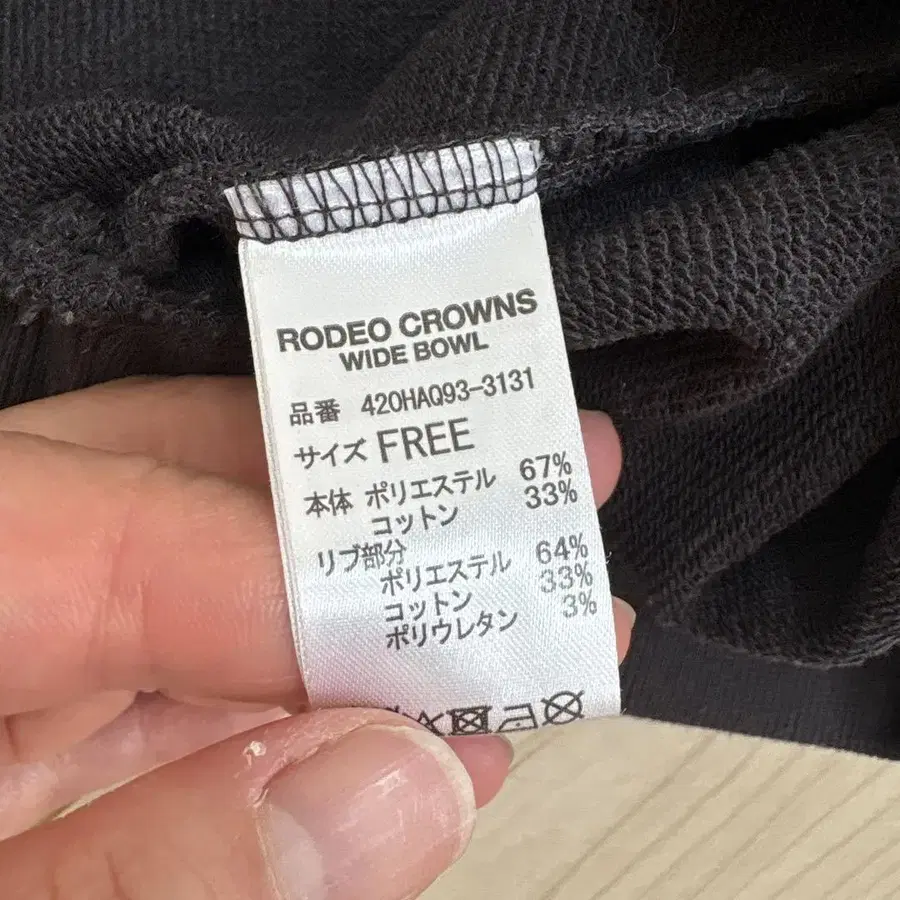 RODEO CROWNS
WIDE BOWL
品番 420HAQ93-3131
サイズ FREE
本体 ポリエステル 67%
コットン 33%
リブ部分
ポリエステル 64%
コットン 33%
ポリウレタン 3%